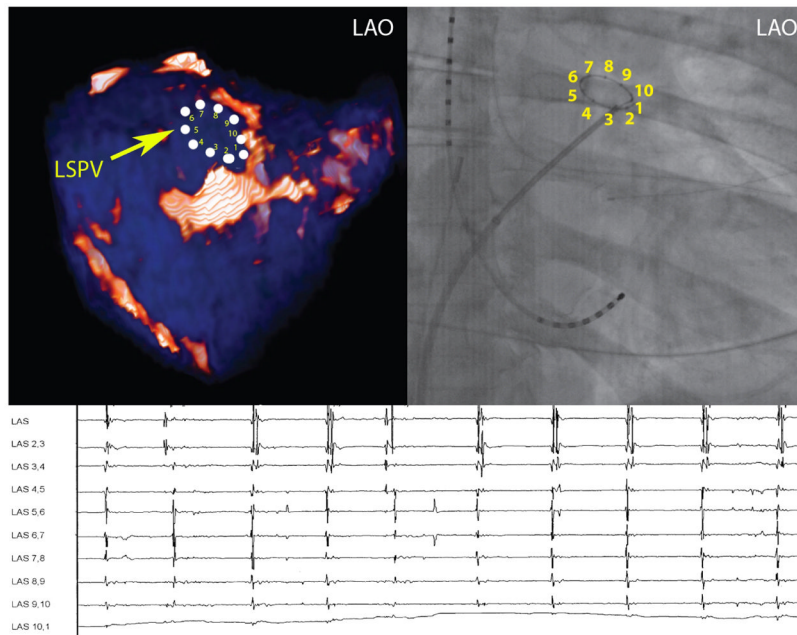 LAO
LSPV
1
2
3
4
5
6
7
8
9
10
LAO
1
2
3
4
5
6
7
8
9
10
LAS
LAS 2,3
LAS 3,4
LAS 4,5
LAS 5,6
LAS 6,7
LAS 7,8
LAS 8,9
LAS 9,10
LAS 10,1